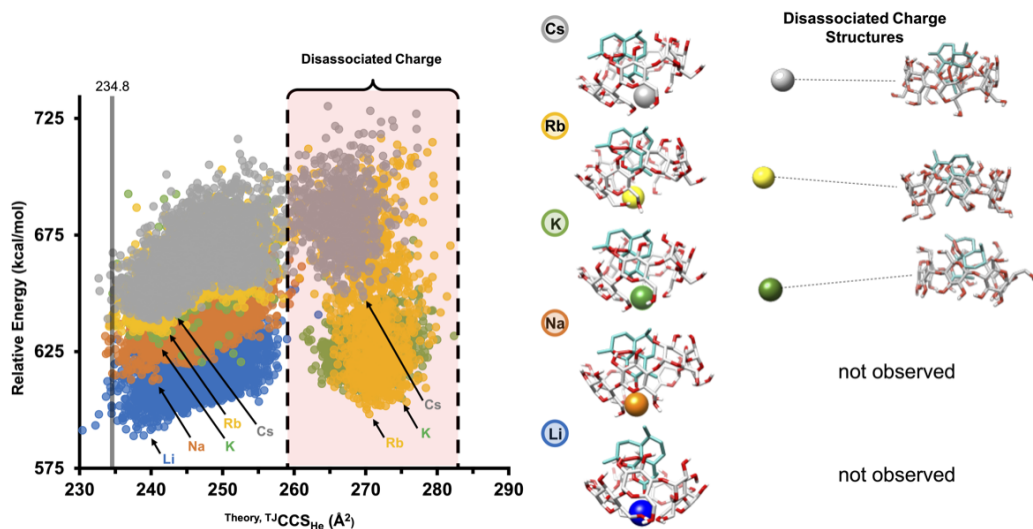 Disassociated Charge
234.8
725
675
625
575
Relative Energy (kcal/mol)
Li
Na
K
Rb
Cs
Rb
K
Cs
230
240
250
260
270
280
290
Theory, TJCCSHe (Å2)
Disassociated Charge
Structures
Cs
Rb
K
Na
not observed
Li
not observed